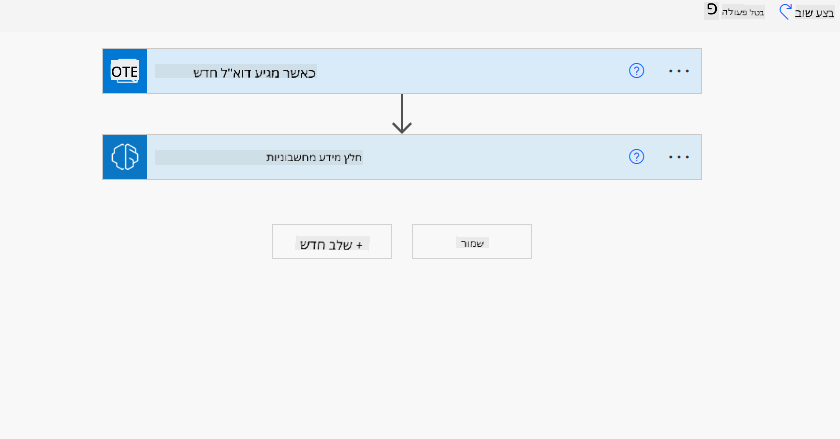 בצע שוב
בטל פעולה
פ
OTE
כאשר מגיע דוא"ל חדש
חלץ מידע מחשבוניות
+ שלב חדש
שמור